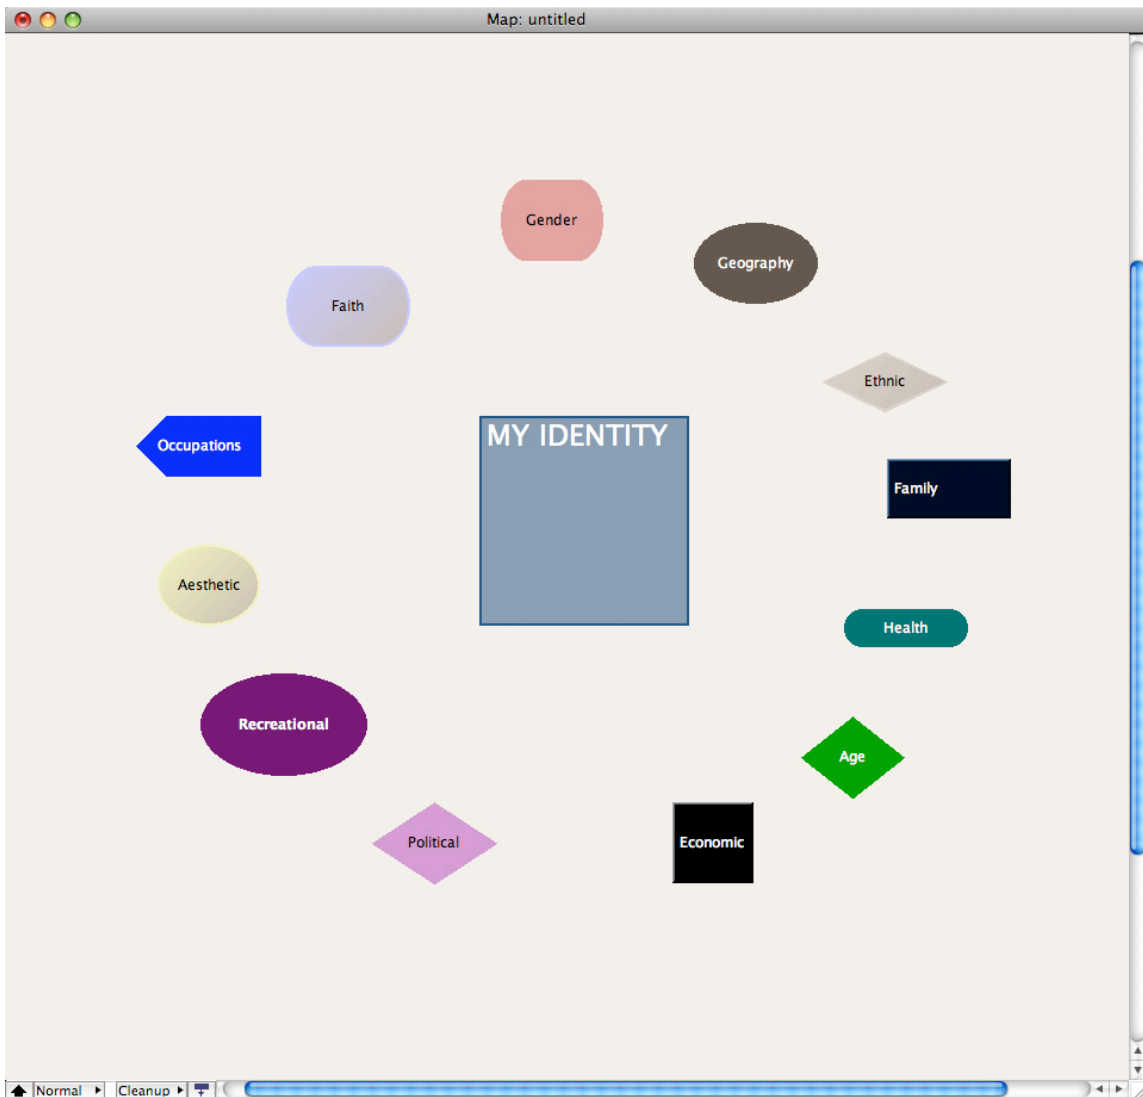 Map: untitled
Gender
Geography
Faith
Ethnic
MY IDENTITY
Occupations
Family
Aesthetic
Health
Recreational
Age
Political
Economic
Normal
Cleanup